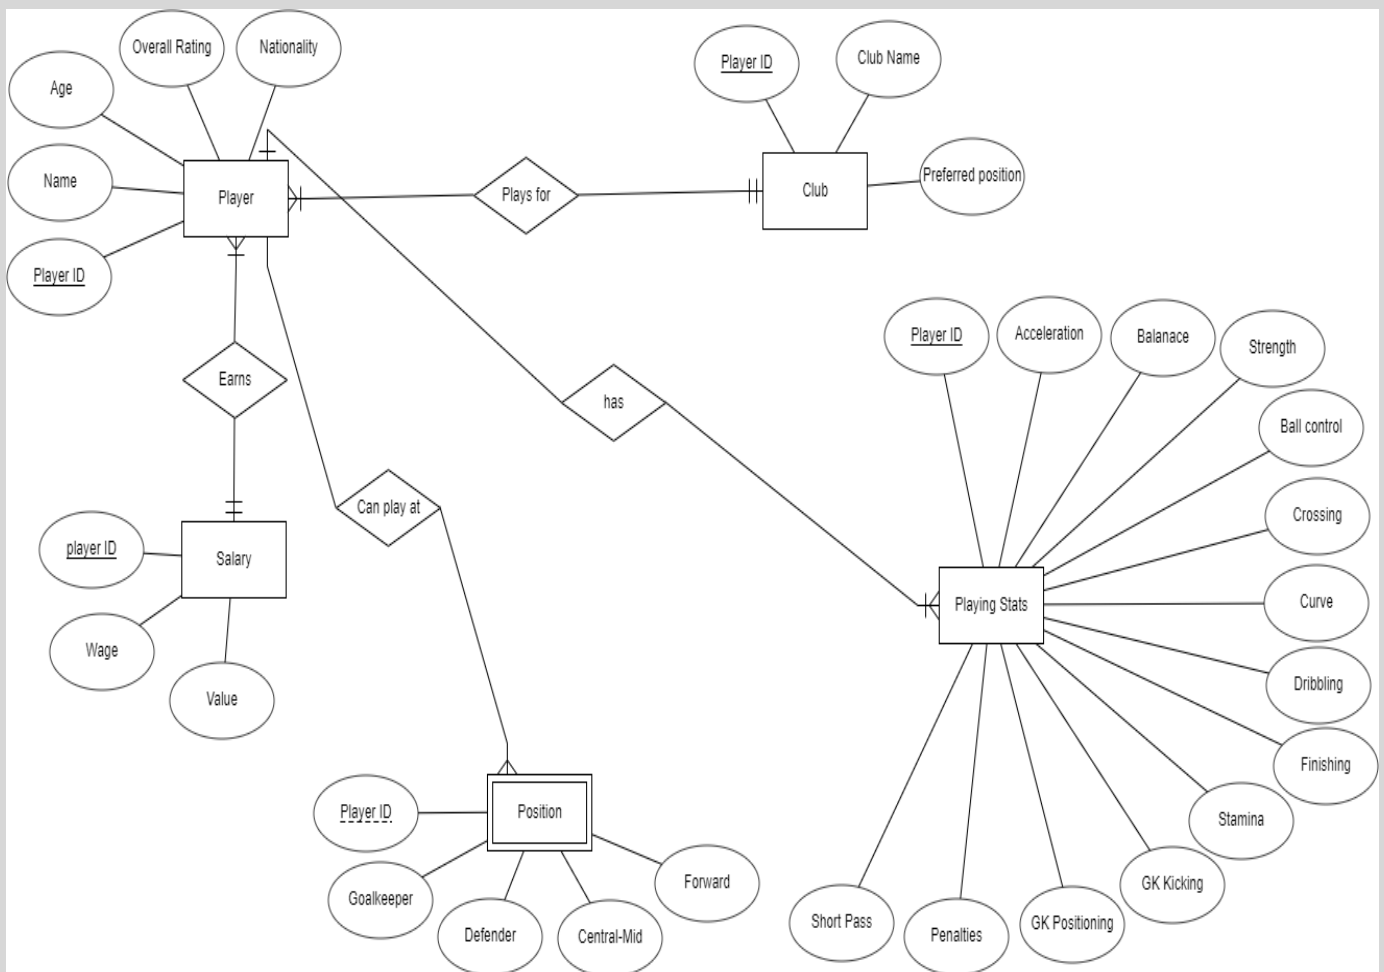 Overall Rating
Nationality
Age
Name
Player ID
Player
Plays for
Player ID
Club Name
Preferred position
Club
Earns
has
Can play at
player ID
Salary
Wage
Value
Player ID
Acceleration
Balanace
Strength
Ball control
Crossing
Curve
Dribbling
Finishing
Stamina
GK Kicking
GK Positioning
Penalties
Short Pass
Playing Stats
Player ID
Position
Goalkeeper
Defender
Central-Mid
Forward